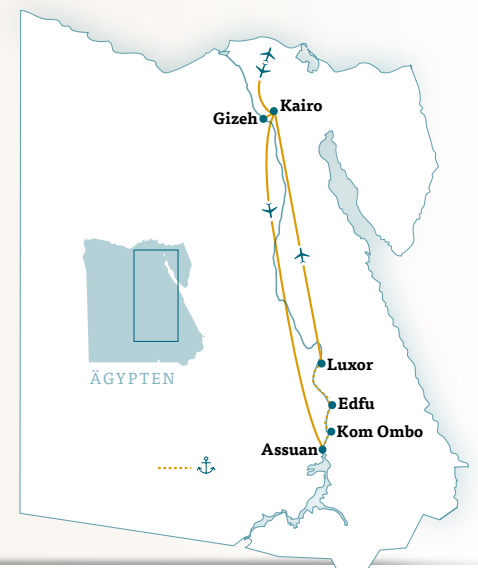 Kairo
Gizeh
ÄGYPTEN
Luxor
Edfu
Kom Ombo
Assuan